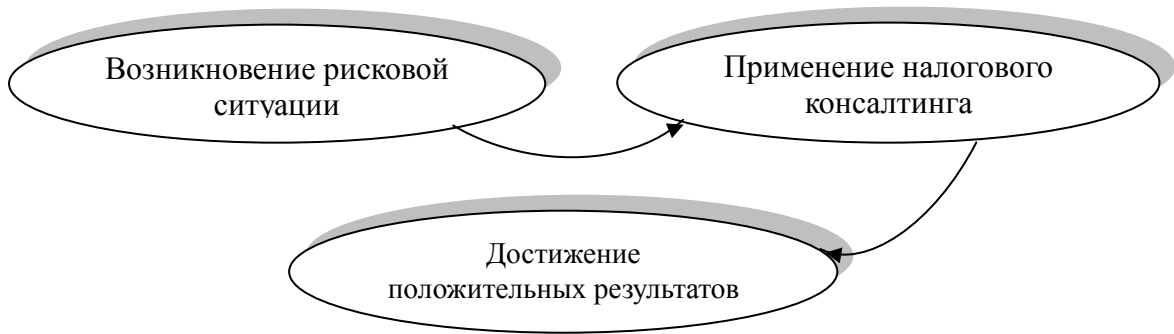 Возникновение рисковой
ситуации
Применение налогового
консалтинга
Достижение
положительных результатов